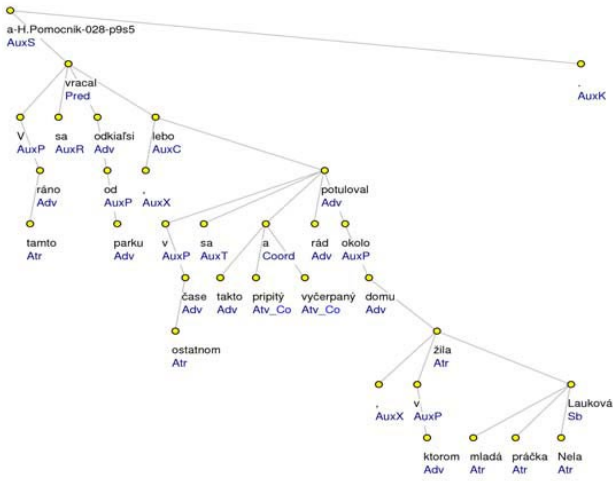 a-H.Pomocnik-028-p9s5
AuxS
vracal
Pred
.
AuxK
V
AuxP
sa
AuxR
odkiaľsi
Adv
lebo
AuxC
ráno
Adv
od
AuxP
,
AuxX
potuloval
Adv
tamto
Atr
parku
Adv
v
AuxP
sa
AuxT
a
Coord
rád
Adv
okolo
AuxP
čase
Adv
takto
Adv
pripitý
Atv_Co
vyčerpaný
Atv_Co
domu
Adv
ostatnom
Atr
žila
Atr
,
AuxX
v
AuxP
Lauková
Sb
ktorom
Adv
mladá
Atr
práčka
Atr
Nela
Atr